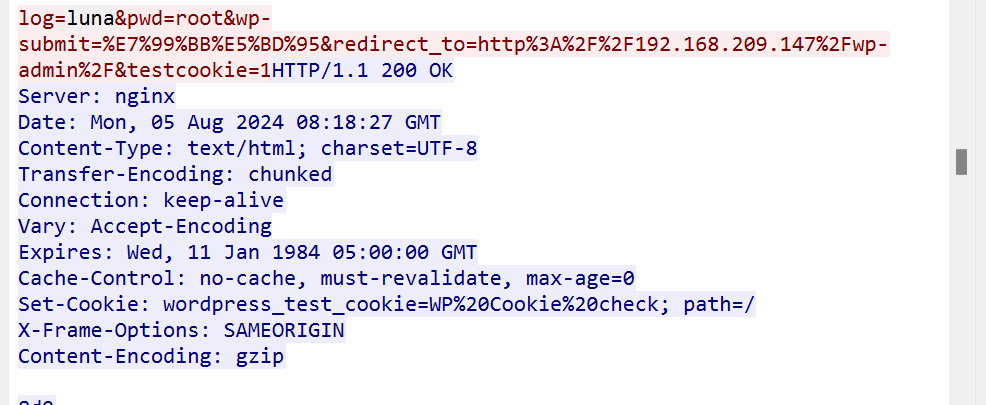 log=luna&pwd=root&wp-
submit=%E7%99%BB%E5%BD%95&redirect_to=http%3A%2F%2F192.168.209.147%2Fwp-
admin%2F&testcookie=1HTTP/1.1 200 OK
Server: nginx
Date: Mon, 05 Aug 2024 08:18:27 GMT
Content-Type: text/html; charset=UTF-8
Transfer-Encoding: chunked
Connection: keep-alive
Vary: Accept-Encoding
Expires: Wed, 11 Jan 1984 05:00:00 GMT
Cache-Control: no-cache, must-revalidate, max-age=0
Set-Cookie: wordpress_test_cookie=WP%20Cookie%20check; path=/
X-Frame-Options: SAMEORIGIN
Content-Encoding: gzip